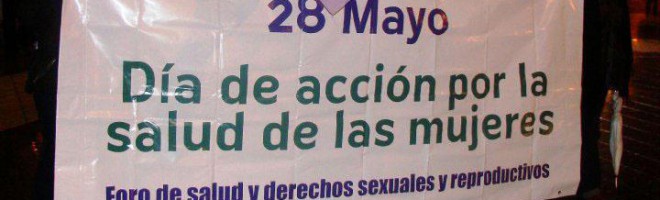 28 Mayo
Día de acción por la
salud de las mujeres
Foro de salud y derechos sexuales y reproductivos